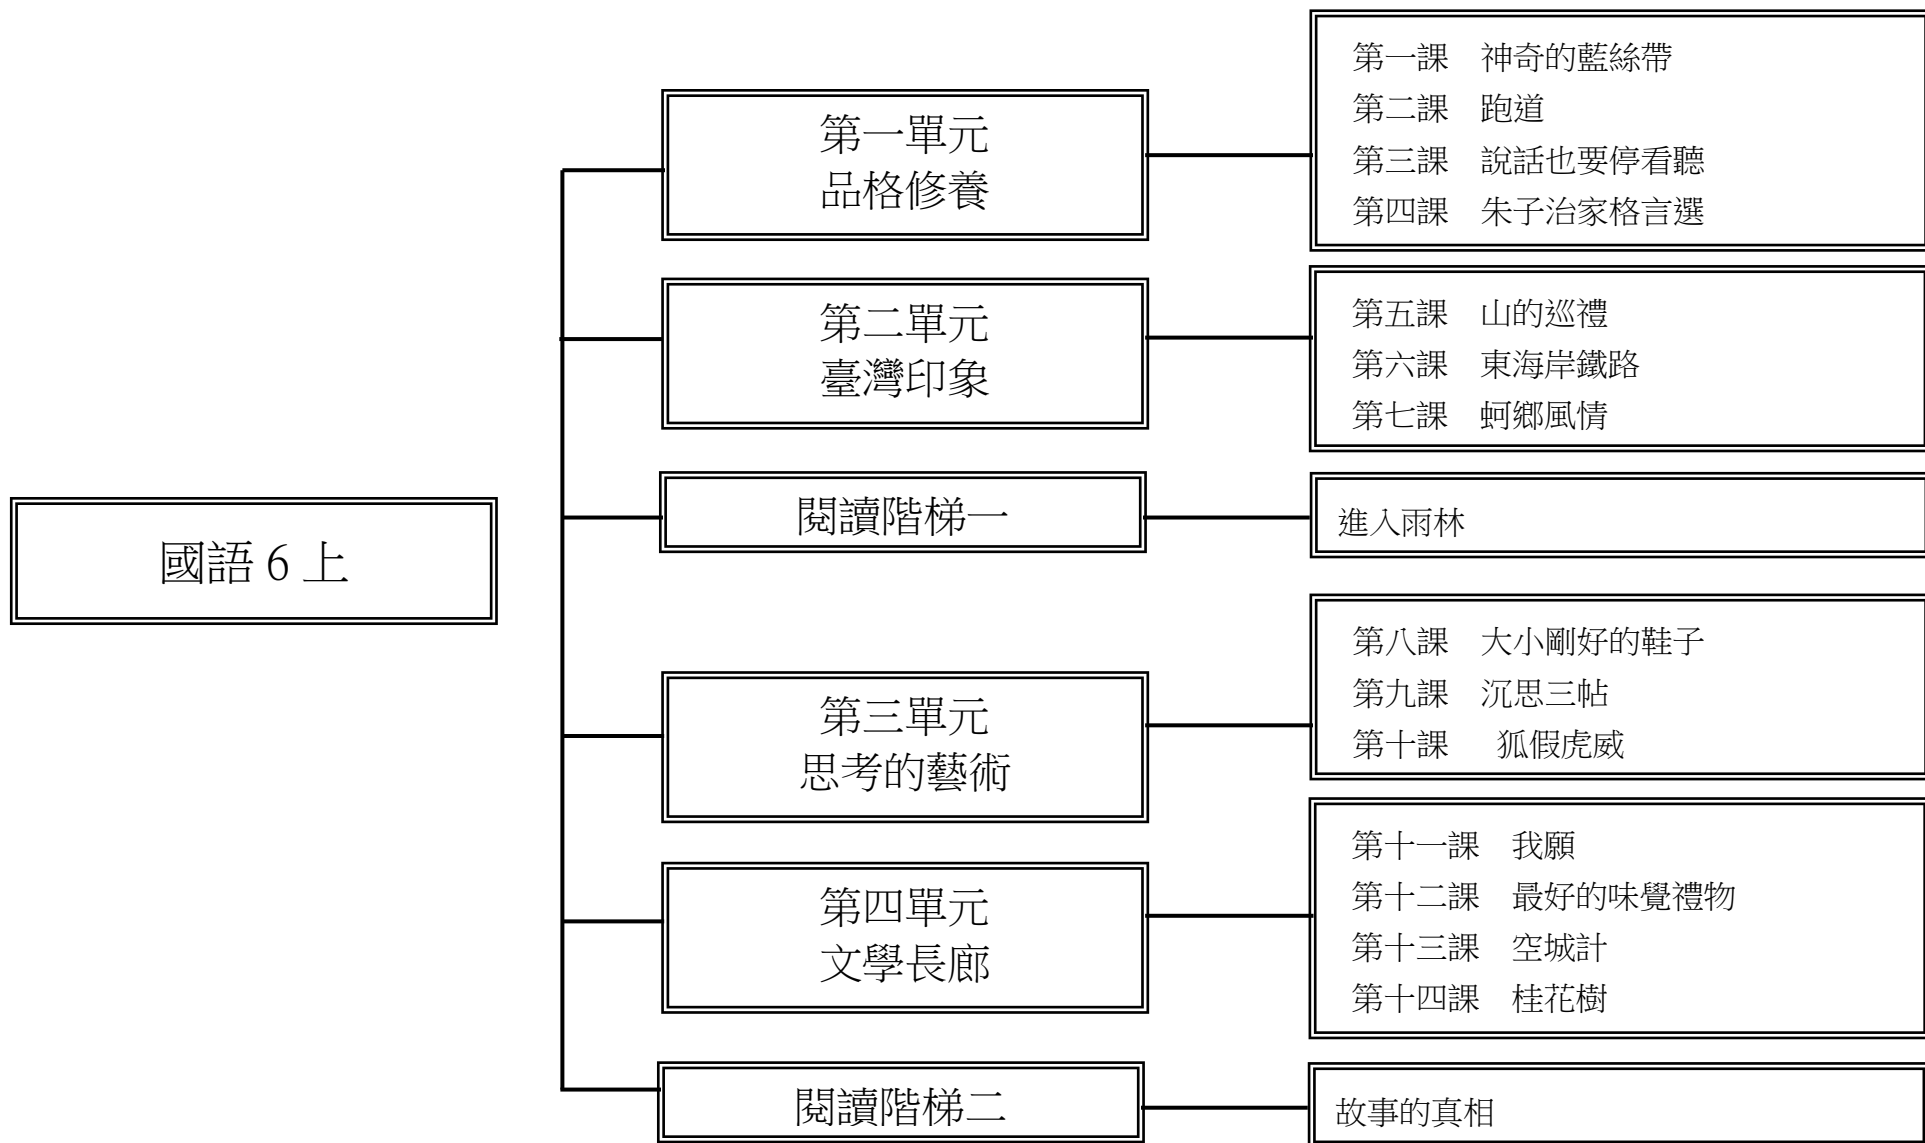 國語 6 上
第一單元
品格修養
第一課　神奇的藍絲帶
第二課　跑道
第三課　說話也要停看聽
第四課　朱子治家格言選
第二單元
臺灣印象
第五課　山的巡禮
第六課　東海岸鐵路
第七課　蚵鄉風情
閱讀階梯一
進入雨林
第三單元
思考的藝術
第八課　大小剛好的鞋子
第九課　沉思三帖
第十課　狐假虎威
第四單元
文學長廊
第十一課　我願
第十二課　最好的味覺禮物
第十三課　空城計
第十四課　桂花樹
閱讀階梯二
故事的真相